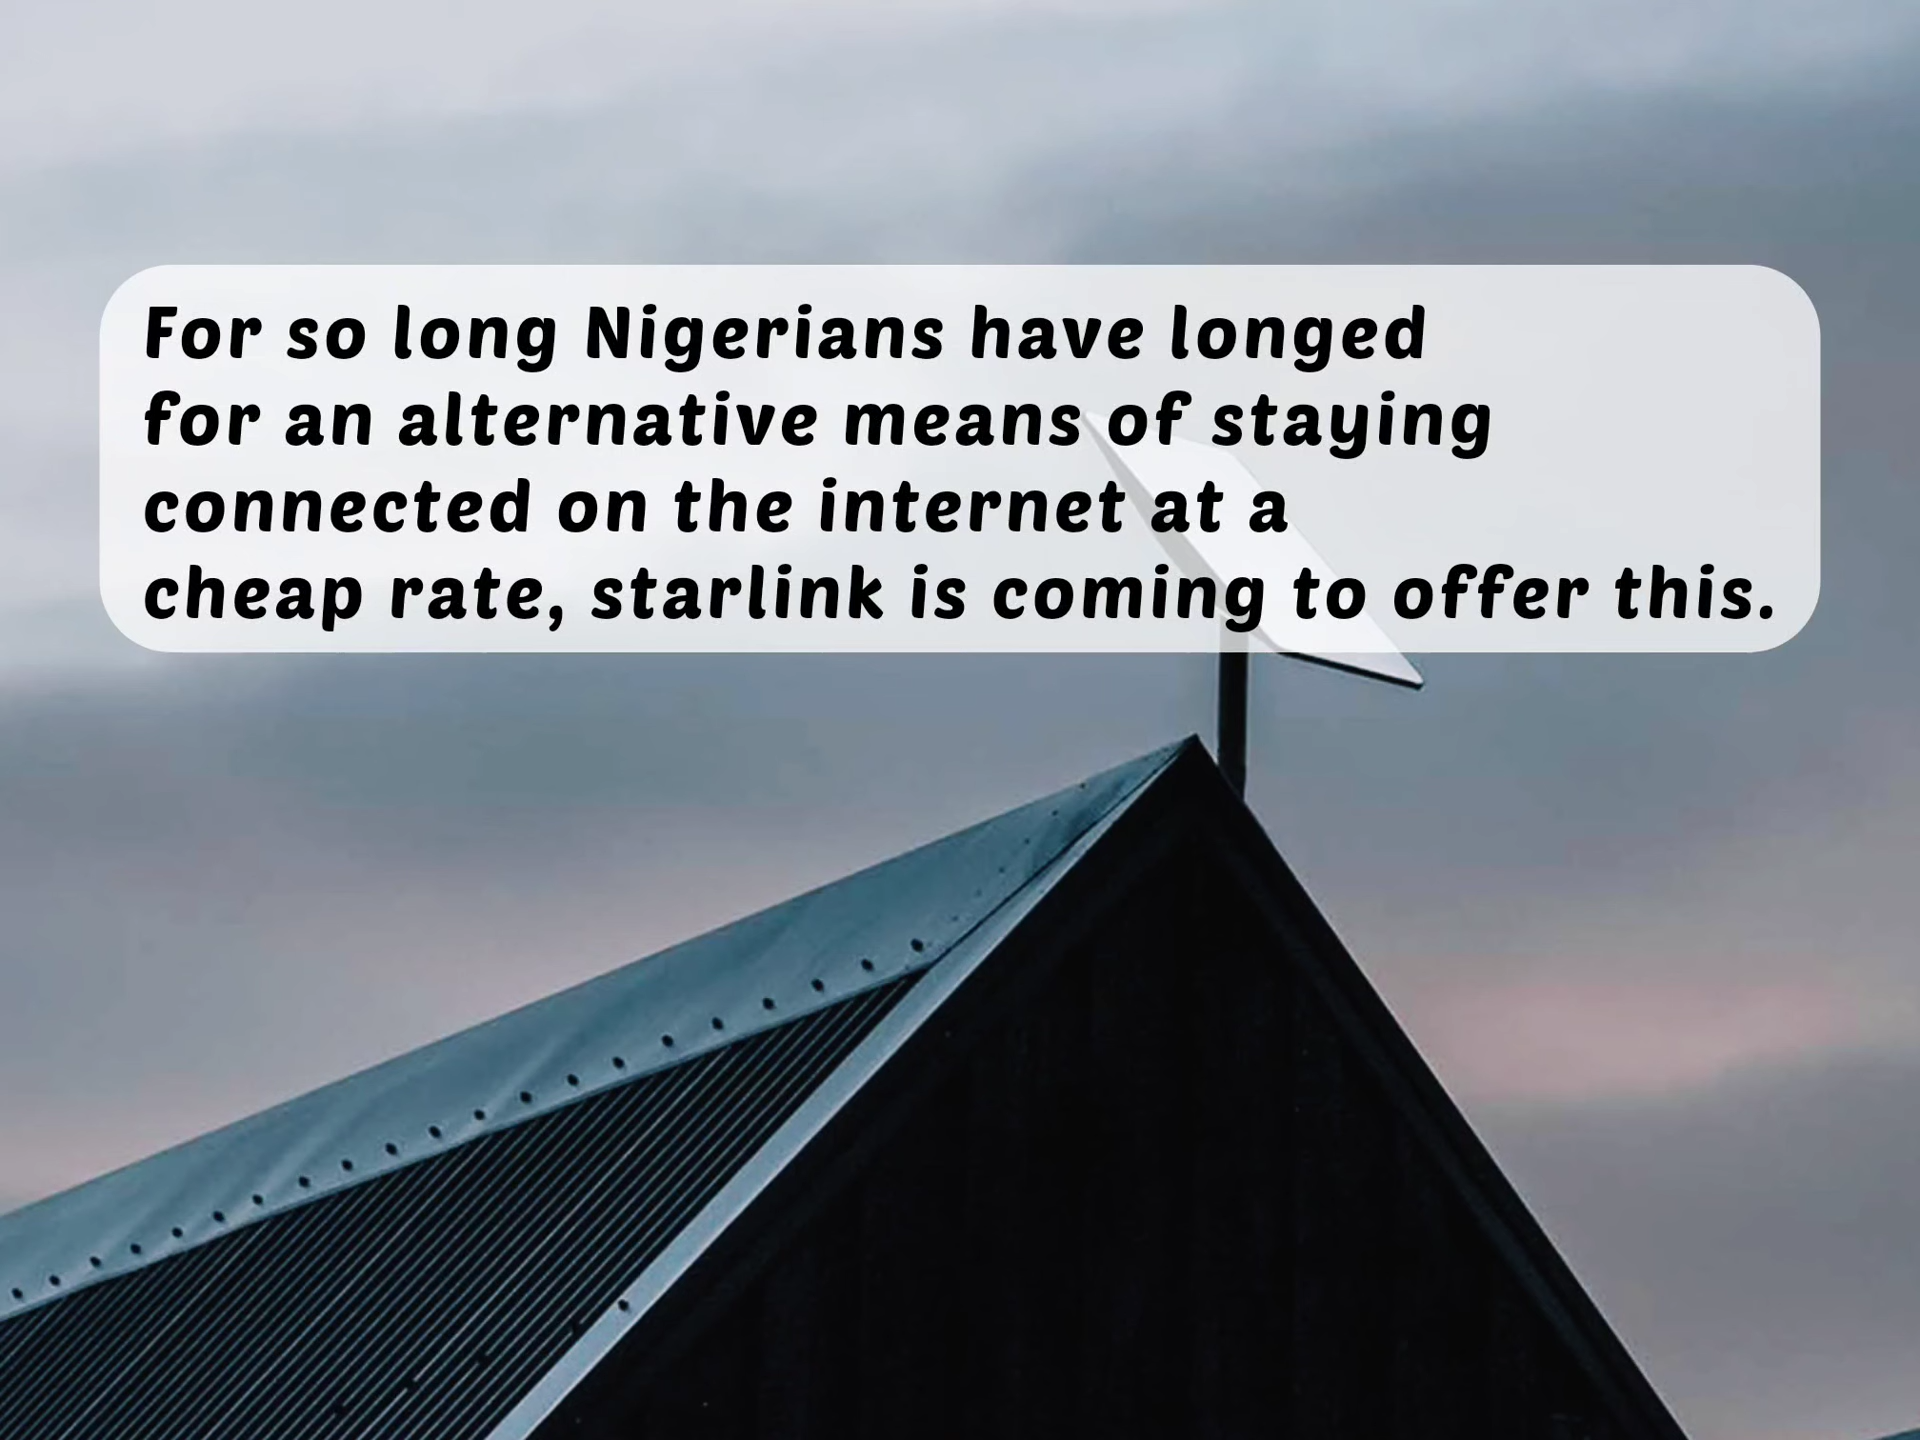 For so long Nigerians have longed
for an alternative means of staying
connected on the internet at a
cheap rate, starlink is coming to offer this.